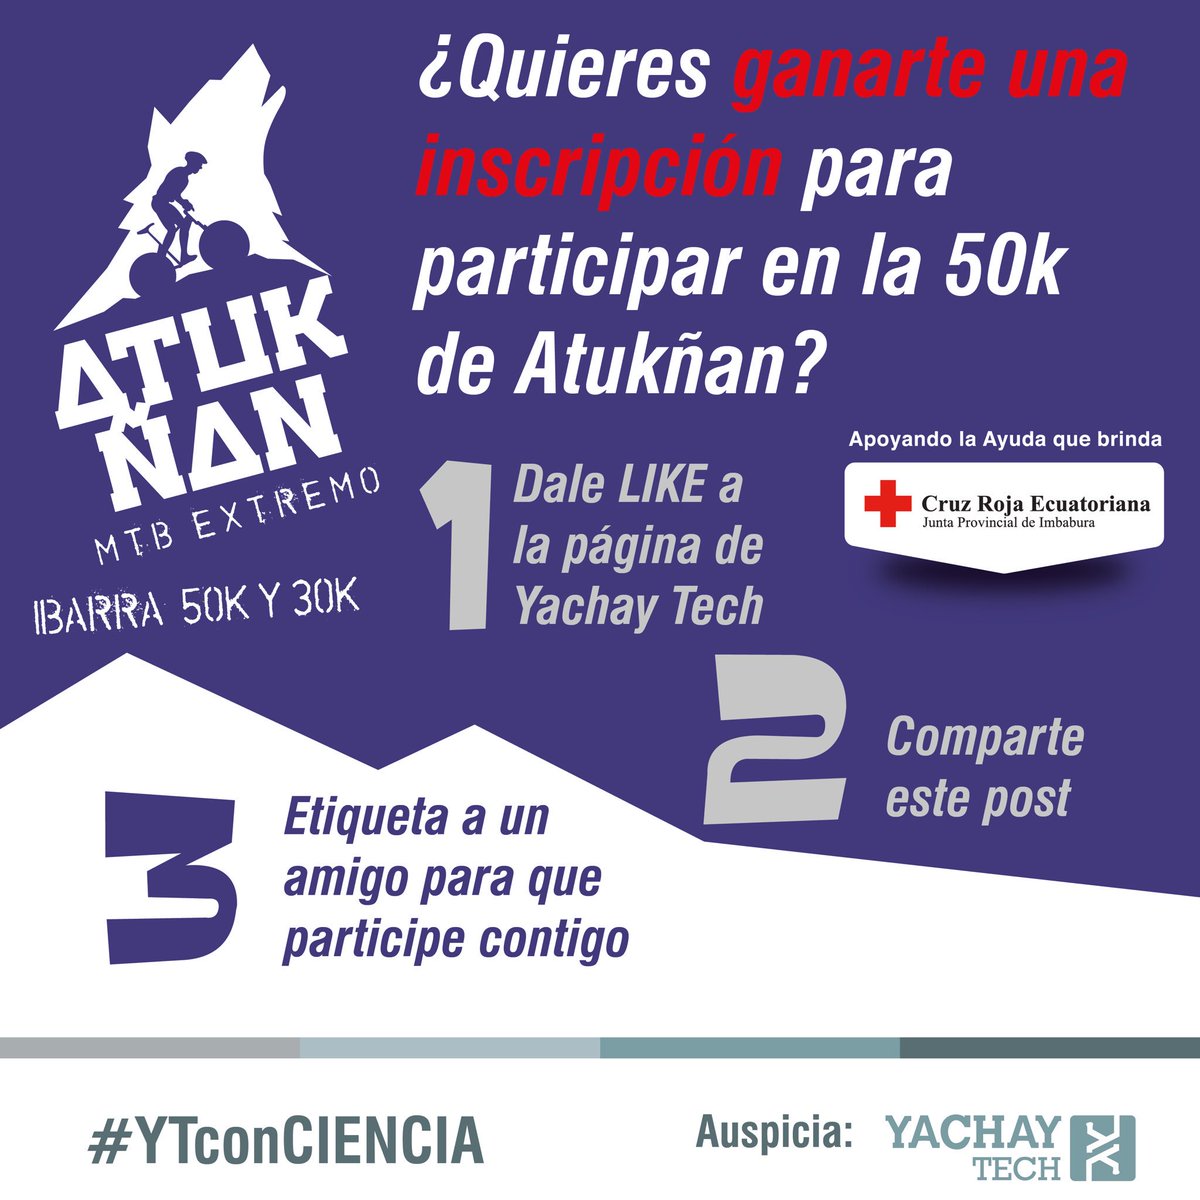 ¿Quieres ganarte una
inscripción para
participar en la 50k
de Atukñan?
ATUK
ÑAN
MTB EXTREMO
IBARRA 50K Y 30K
Apoyando la Ayuda que brinda
Cruz Roja Ecuatoriana
Junta Provincial de Imbabura
1
Dale LIKE a
la página de
Yachay Tech
2
Comparte
este post
3
Etiqueta a un
amigo para que
participe contigo
#YTconCIENCIA
Auspicia:
YACHAY
TECH